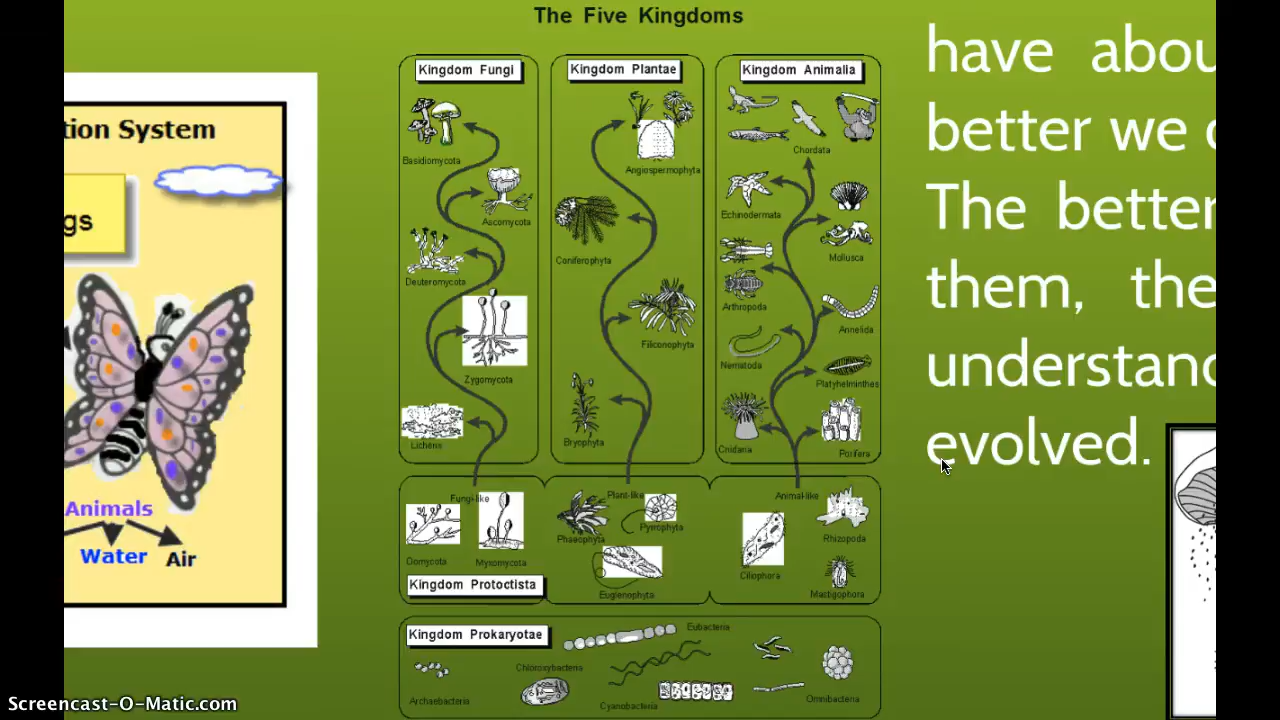 The Five Kingdoms
tion System
gs
Animals
Water Air
Kingdom Fungi
Basidiomycota
Ascomycota
Deuteromycota
Zygomycota
Lichens
Kingdom Plantae
Angiospermophyta
Coniferophyta
Filiconophyta
Bryophyta
Kingdom Animalia
Chordata
Echinodermata
Mollusca
Arthropoda
Annelida
Nematoda
Platyhelminthes
Cnidaria
Porifera
Fungi-like
Oomycota
Myxomycota
Kingdom Protoctista
Plant-like
Phaeophyta
Pyrrophyta
Euglenophyta
Animal-like
Rhizopoda
Ciliophora
Mastigophora
Kingdom Prokaryotae
Eubacteria
Chloroxybacteria
Archaebacteria
Cyanobacteria
Omnibacteria
have abou
better we
The better
them, the
understand
evolved.
Screencast-O-Matic.com